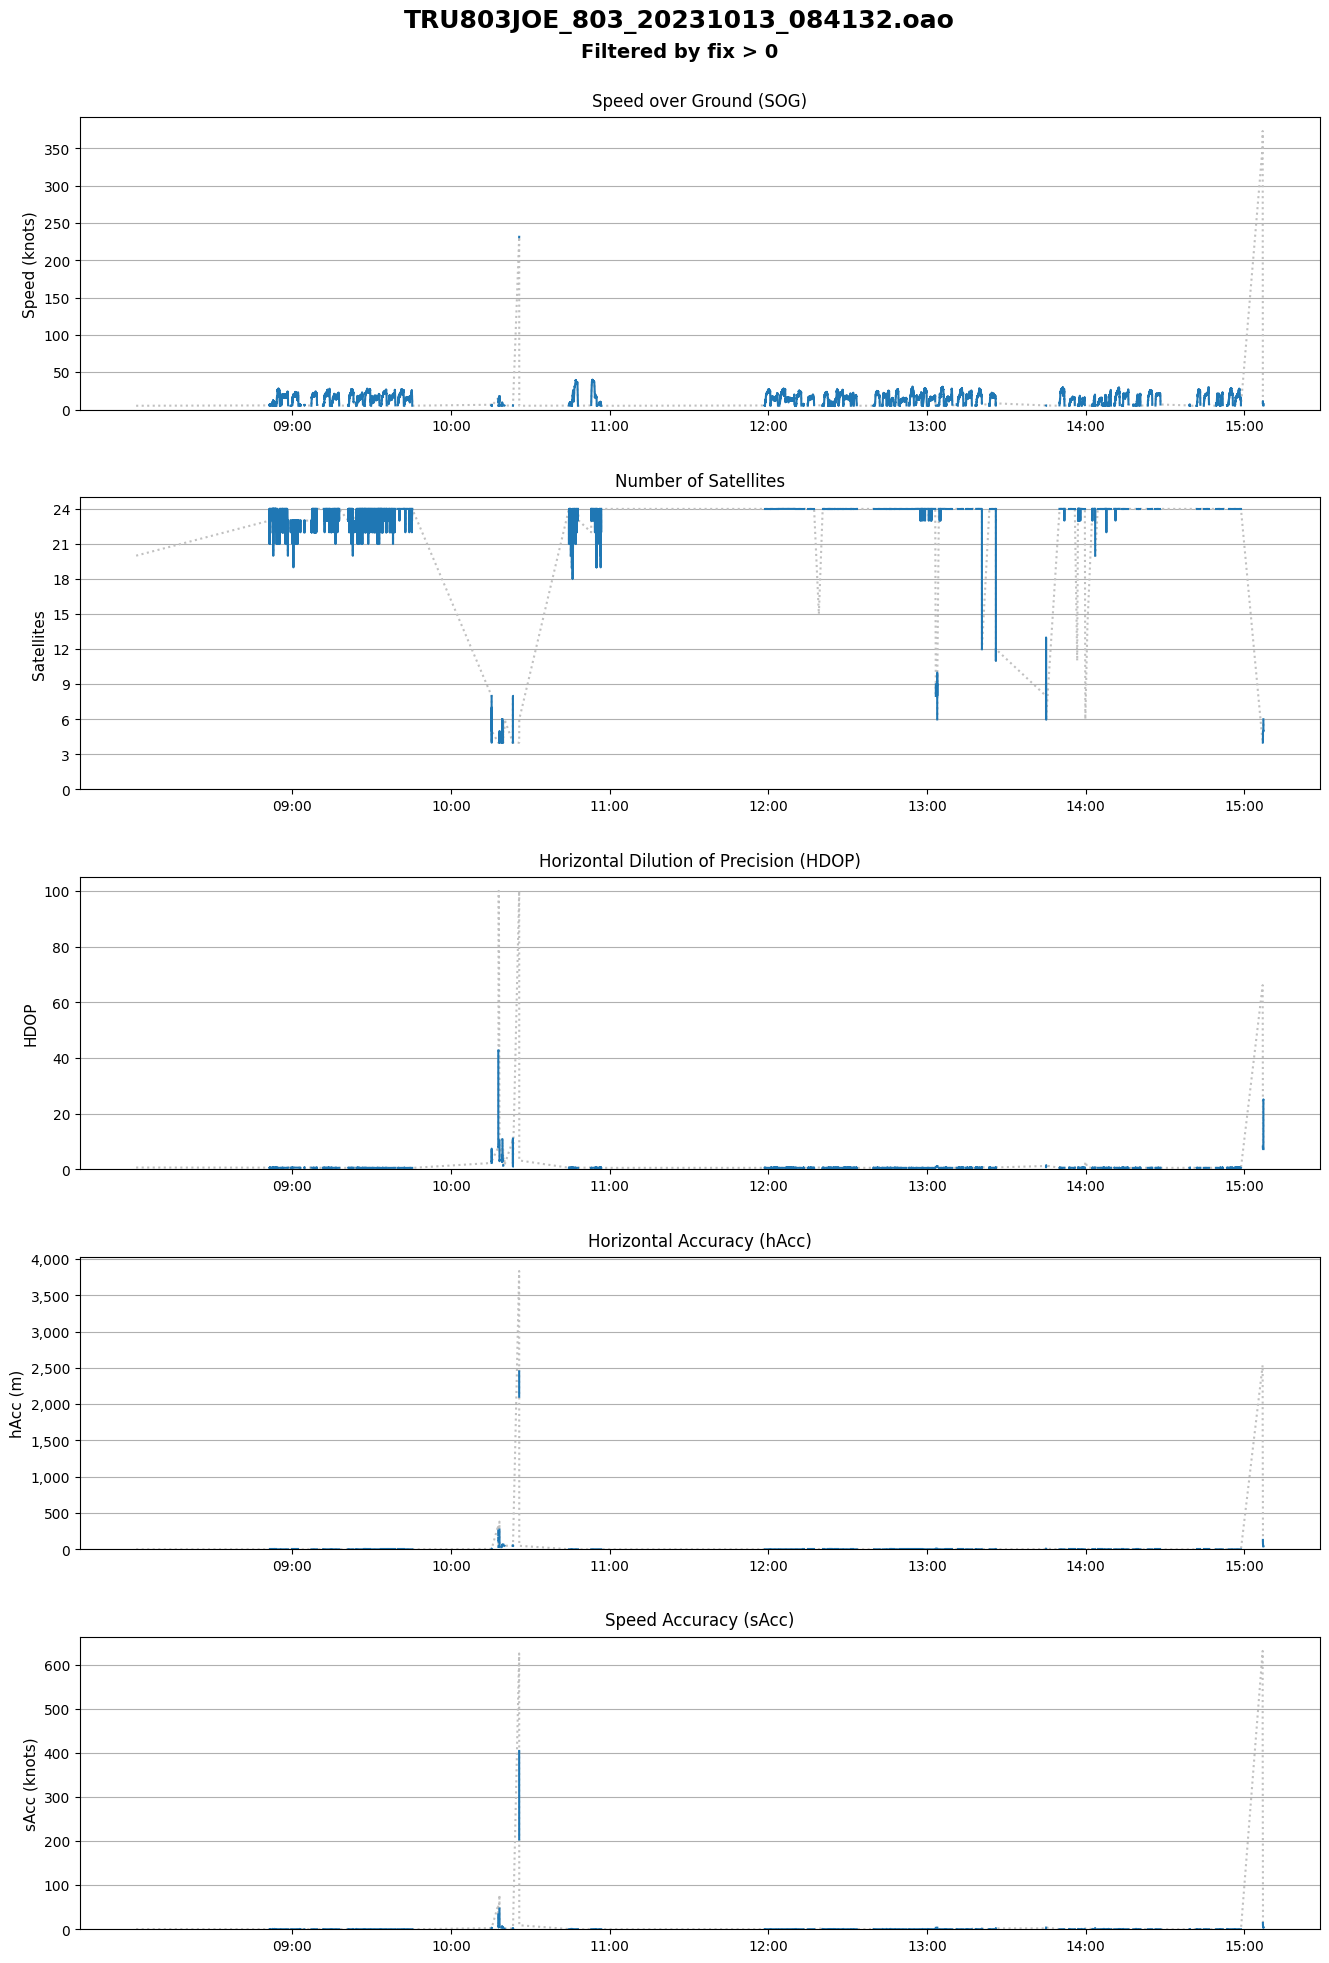 TRU803JOE_803_20231013_084132.oao
Filtered by fix > 0
Speed over Ground (SOG)
Speed (knots)
350
300
250
200
150
100
50
0
09:00 10:00 11:00 12:00 13:00 14:00 15:00
Number of Satellites
Satellites
24
21
18
15
12
9
6
3
0
09:00 10:00 11:00 12:00 13:00 14:00 15:00
Horizontal Dilution of Precision (HDOP)
HDOP
100
80
60
40
20
0
09:00 10:00 11:00 12:00 13:00 14:00 15:00
Horizontal Accuracy (hAcc)
hAcc (m)
4,000
3,500
3,000
2,500
2,000
1,500
1,000
500
0
09:00 10:00 11:00 12:00 13:00 14:00 15:00
Speed Accuracy (sAcc)
sAcc (knots)
600
500
400
300
200
100
0
09:00 10:00 11:00 12:00 13:00 14:00 15:00